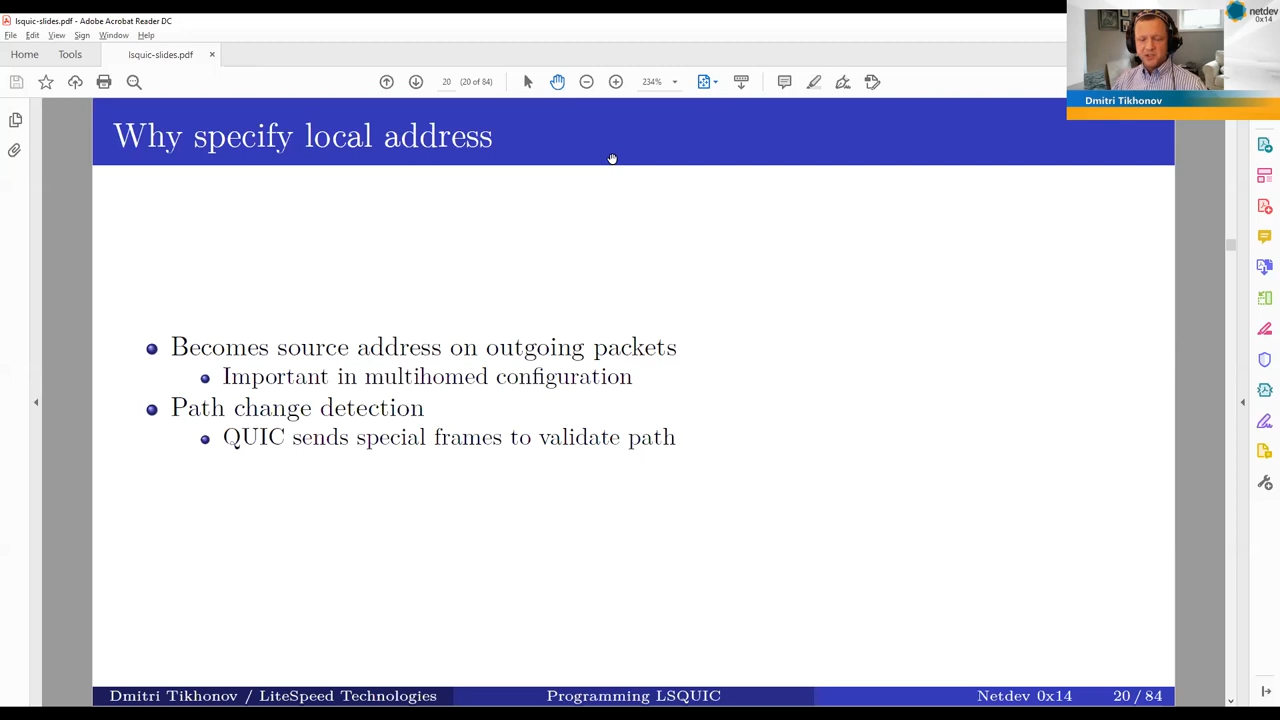 lsquic-slides.pdf - Adobe Acrobat Reader DC
File Edit View Sign Window Help
Home Tools lsquic-slides.pdf ×
20 (20 of 84) 234%
netdev
0x14
Dmitri Tikhonov
Why specify local address
Becomes source address on outgoing packets
Important in multihomed configuration
Path change detection
QUIC sends special frames to validate path
Dmitri Tikhonov / LiteSpeed Technologies Programming LSQUIC Netdev 0x14 20 / 84